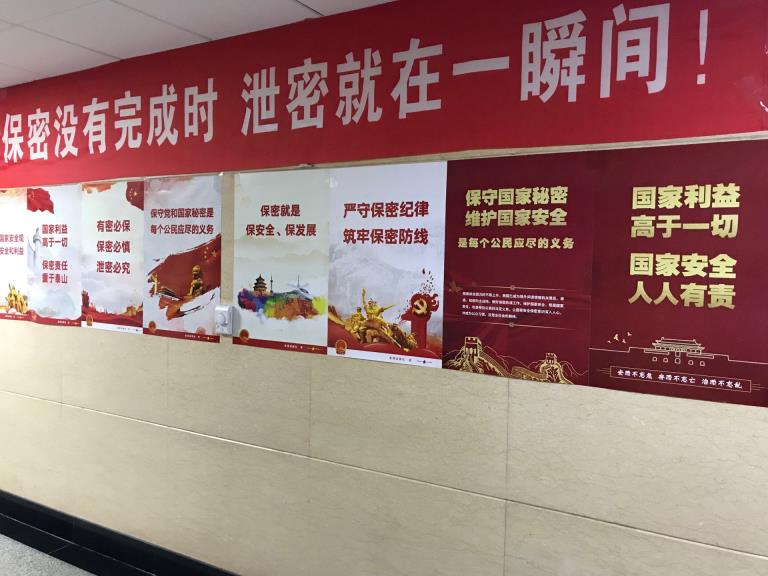 保密没有完成时 泄密就在一瞬间！
国家安全观
安全和利益
国家利益
高于一切
保密责任
重于泰山
有密必保
保密必慎
泄密必究
保守党和国家秘密是
每个公民应尽的义务
保密就是
保安全、保发展
严守保密纪律
筑牢保密防线
保守国家秘密
维护国家安全
是每个公民应尽的义务
国家利益
高于一切
国家安全
人人有责
安而不忘危 存而不忘亡 治而不忘乱